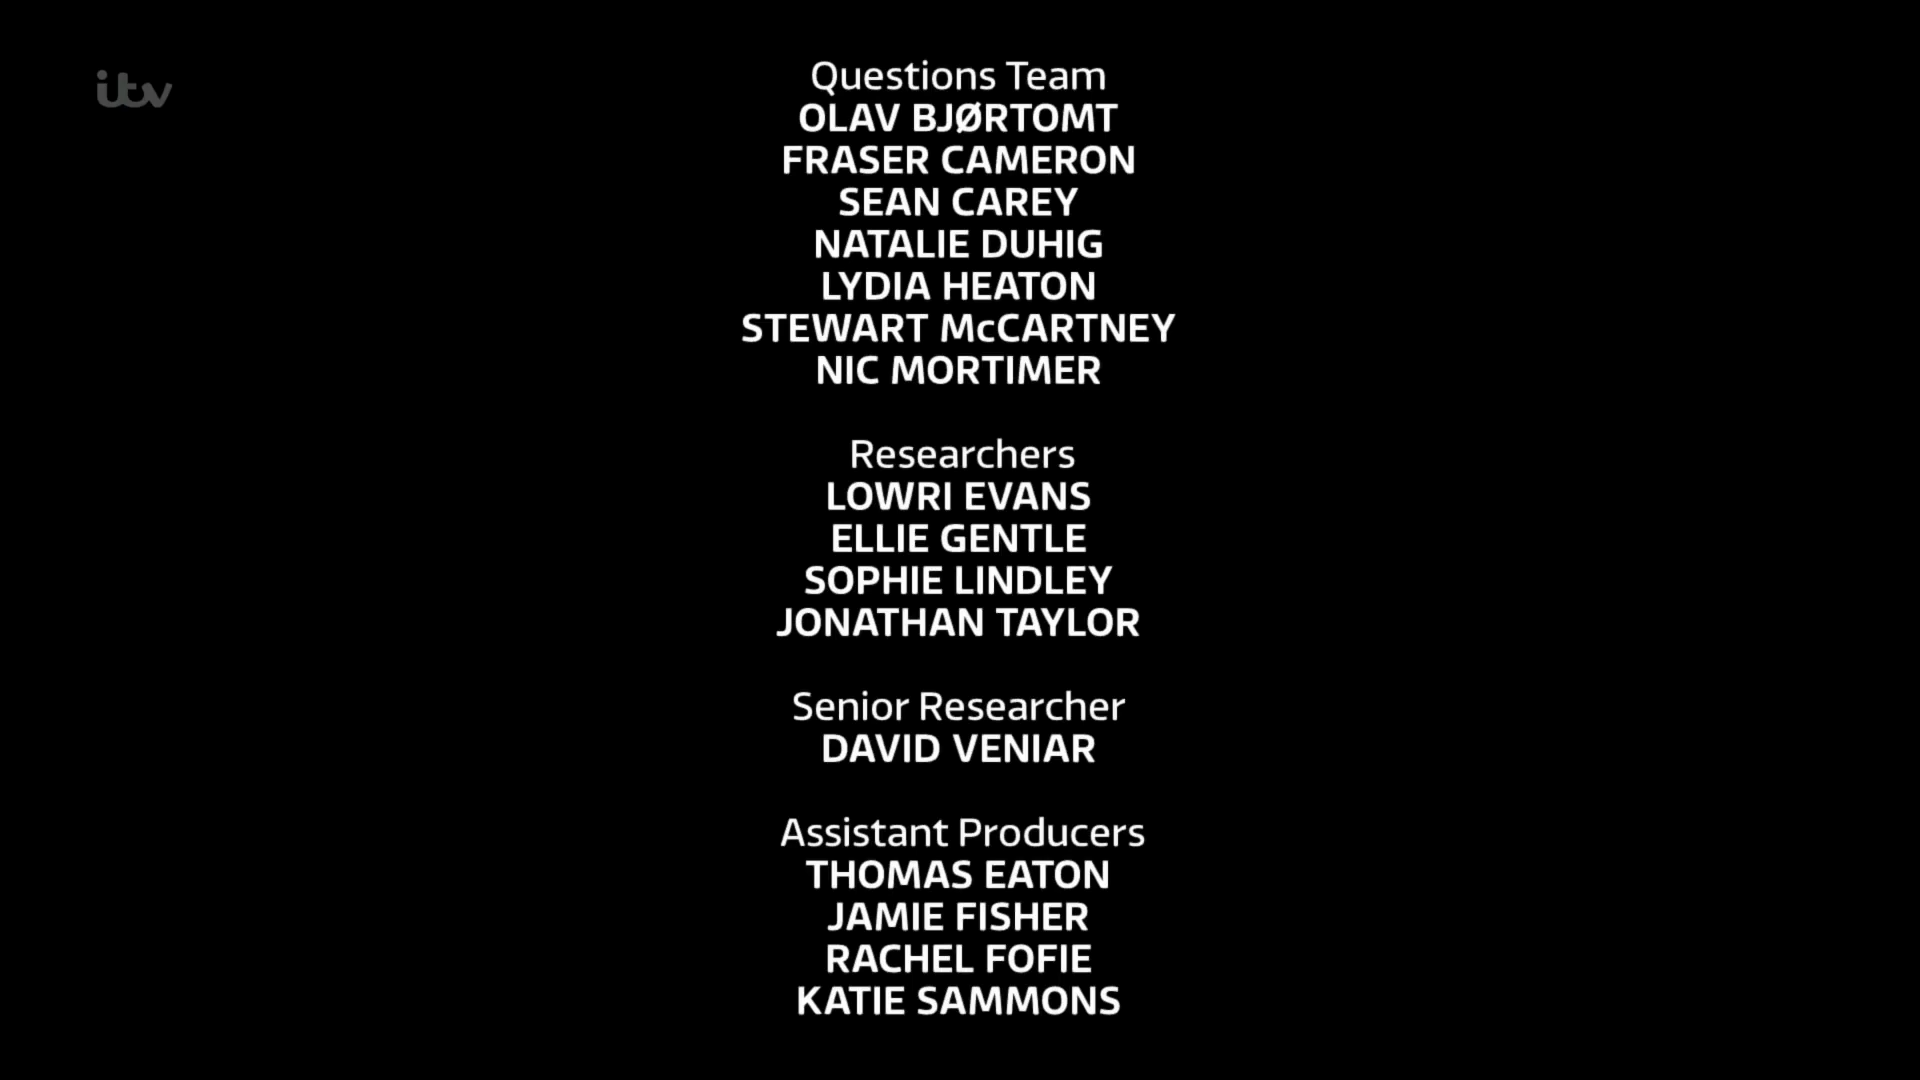 itv
Questions Team
OLAV BJØRTOMT
FRASER CAMERON
SEAN CAREY
NATALIE DUHIG
LYDIA HEATON
STEWART McCARTNEY
NIC MORTIMER
Researchers
LOWRI EVANS
ELLIE GENTLE
SOPHIE LINDLEY
JONATHAN TAYLOR
Senior Researcher
DAVID VENIAR
Assistant Producers
THOMAS EATON
JAMIE FISHER
RACHEL FOFIE
KATIE SAMMONS